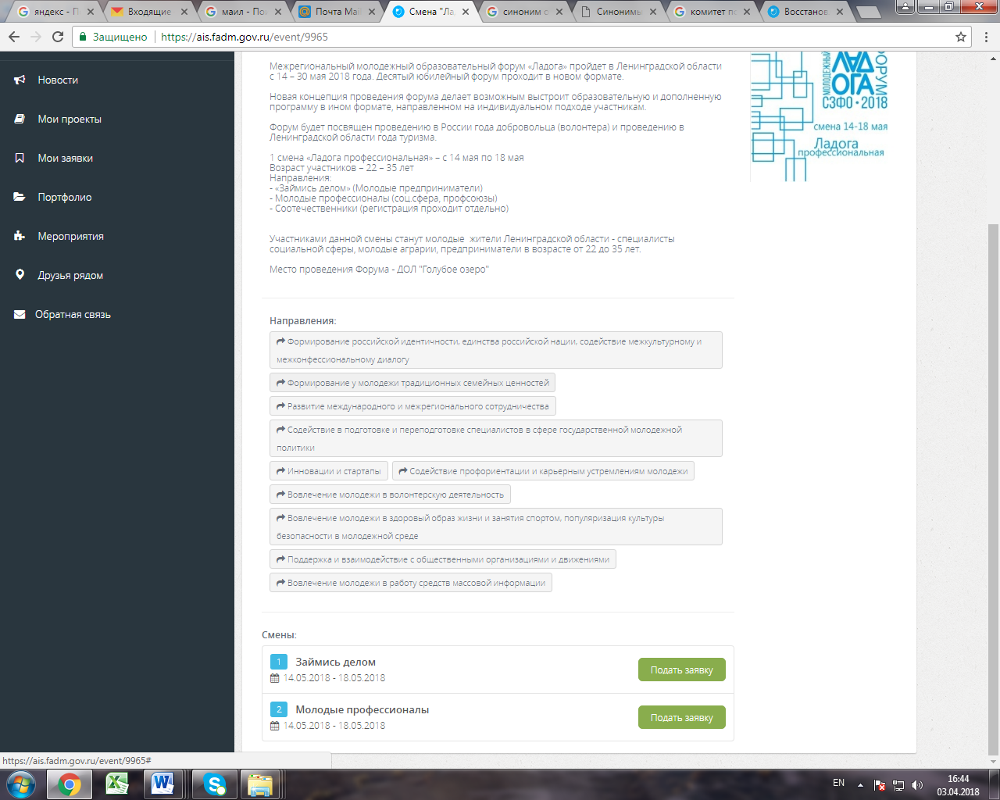 яндекс - П
Входящие
маил - Пои
Почта Mai
Смена "Ла
синоним о
Синонимы
комитет по
Восстанов
Защищено
https://ais.fadm.gov.ru/event/9965
Новости
Мои проекты
Мои заявки
Портфолио
Мероприятия
Друзья рядом
Обратная связь
Межрегиональный молодежный образовательный форум «Ладога» пройдет в Ленинградской области
с 14 – 30 мая 2018 года. Десятый юбилейный форум проходит в новом формате.
Новая концепция проведения форума делает возможным выстроит образовательную и дополненную
программу в ином формате, направленном на индивидуальном подходе участникам.
Форум будет посвящен проведению в России года добровольца (волонтера) и проведению в
Ленинградской области года туризма.
1 смена «Ладога профессиональная» – с 14 мая по 18 мая
Возраст участников – 22 – 35 лет
Направления:
- «Займись делом» (Молодые предприниматели)
- Молодые профессионалы (соц.сфера, профсоюзы)
- Соотечественники (регистрация проходит отдельно)
Участниками данной смены станут молодые  жители Ленинградской области - специалисты
социальной сферы, молодые аграрии, предприниматели в возрасте от 22 до 35 лет.
Место проведения Форума - ДОЛ "Голубое озеро"
МОЛОДЕЖНЫЙ
ЛАД
ОГА
ФОРУМ
СЗФО • 2018
смена 14-18 мая
Ладога
профессиональная
Направления:
Формирование российской идентичности, единства российской нации, содействие межкультурному и
межконфессиональному диалогу
Формирование у молодежи традиционных семейных ценностей
Развитие международного и межрегионального сотрудничества
Содействие в подготовке и переподготовке специалистов в сфере государственной молодежной
политики
Инновации и стартапы
Содействие профориентации и карьерным устремлениям молодежи
Вовлечение молодежи в волонтерскую деятельность
Вовлечение молодежи в здоровый образ жизни и занятия спортом, популяризация культуры
безопасности в молодежной среде
Поддержка и взаимодействие с общественными организациями и движениями
Вовлечение молодежи в работу средств массовой информации
Смены:
1 Займись делом
14.05.2018 - 18.05.2018
Подать заявку
2 Молодые профессионалы
14.05.2018 - 18.05.2018
Подать заявку
https://ais.fadm.gov.ru/event/9965#
EN
16:44
03.04.2018